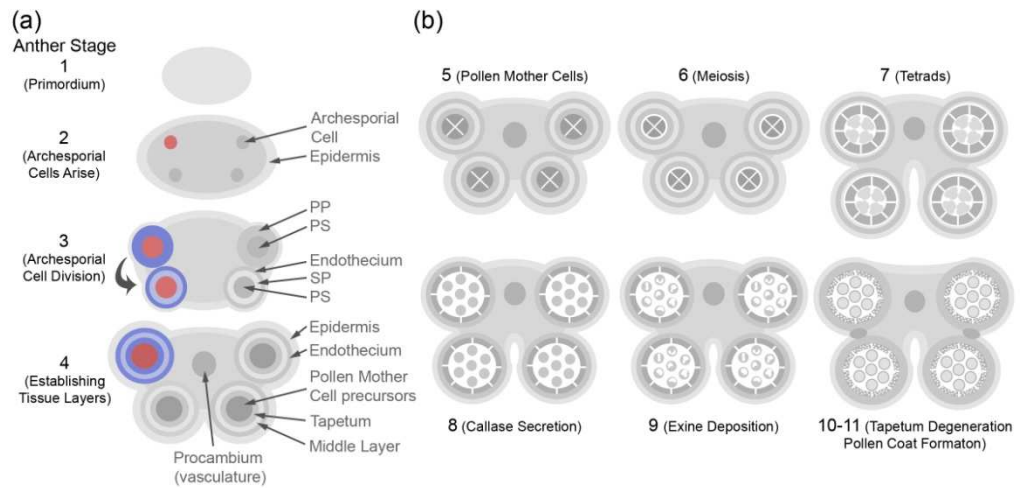 (a)
Anther Stage
1
(Primordium)
2
(Archesporial
Cells Arise)
Archesporial
Cell
Epidermis
3
(Archesporial
Cell Division)
PP
PS
Endothecium
SP
PS
4
(Establishing
Tissue Layers)
Epidermis
Endothecium
Pollen Mother
Cell precursors
Tapetum
Middle Layer
Procambium
(vasculature)
(b)
5 (Pollen Mother Cells)
6 (Meiosis)
7 (Tetrads)
8 (Callase Secretion)
9 (Exine Deposition)
10-11 (Tapetum Degeneration
Pollen Coat Formaton)